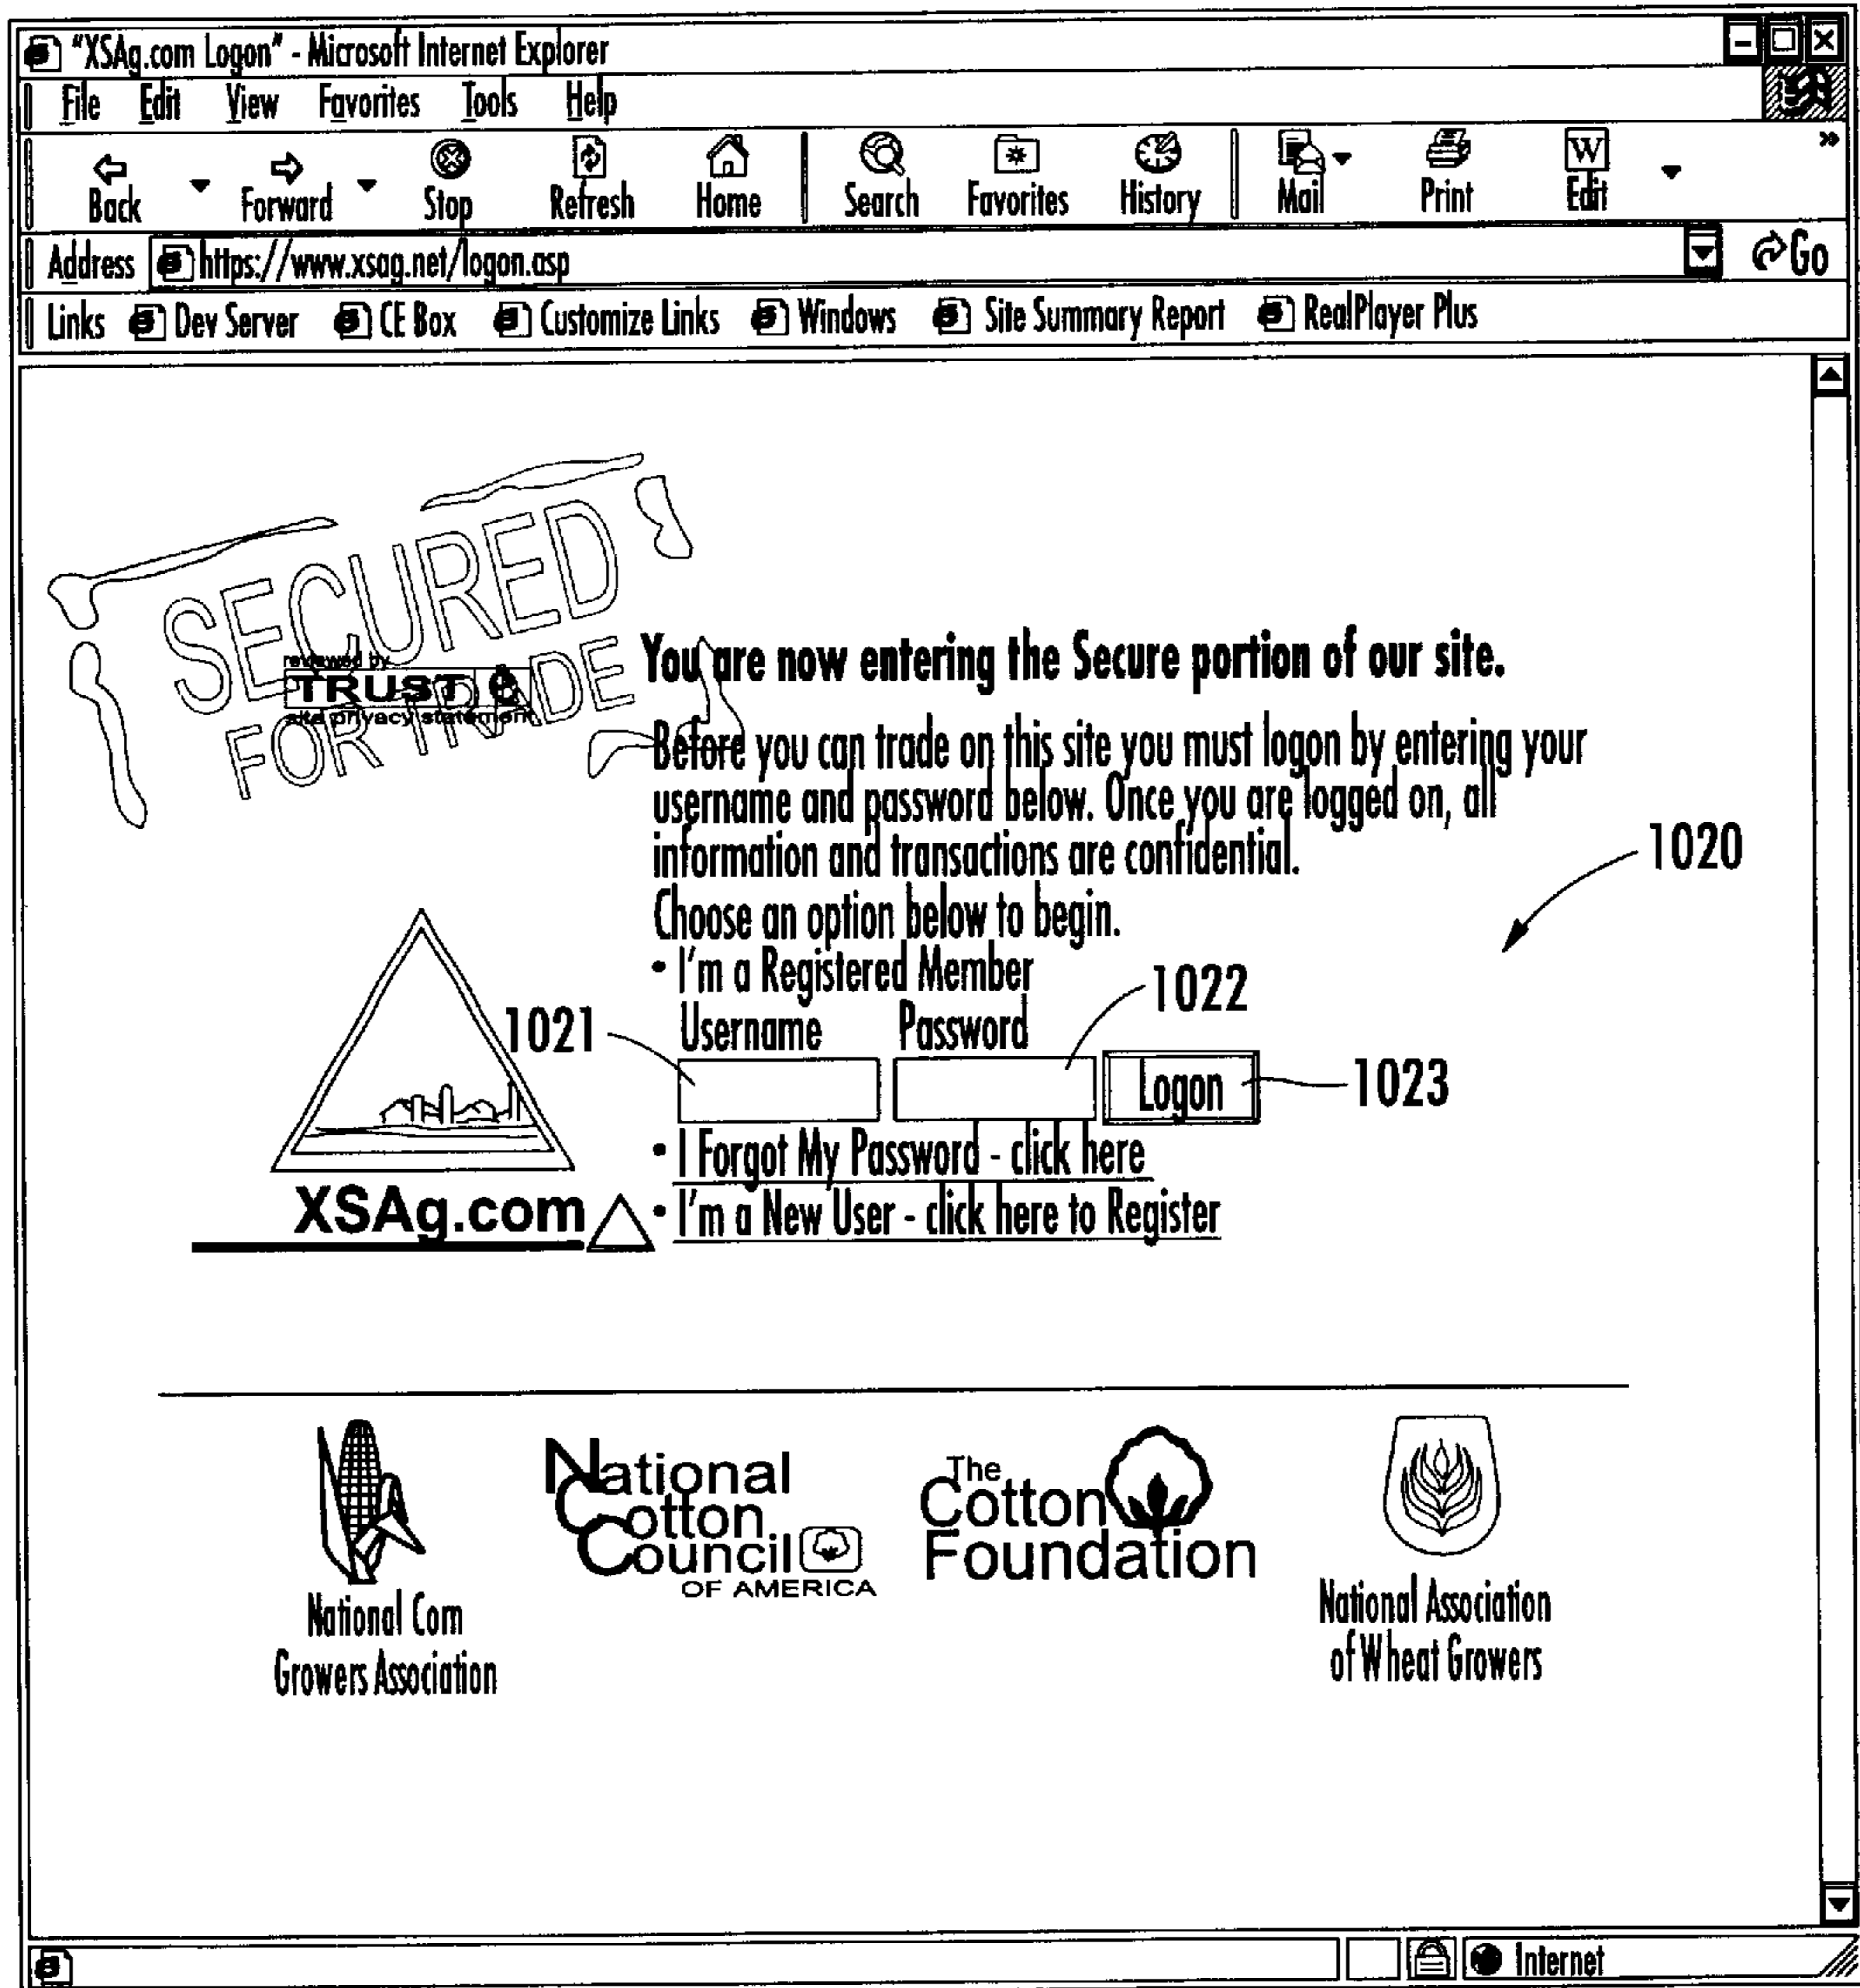 "XSAg.com Logon" - Microsoft Internet Explorer
File Edit View Favorites Tools Help
Back Forward Stop Refresh Home Search Favorites History Mail Print Edit
Address https://www.xsag.net/logon.asp Go
Links Dev Server CE Box Customize Links Windows Site Summary Report RealPlayer Plus
SECURED
FOR TRADE
reviewed by
TRUST e
site privacy statement
You are now entering the Secure portion of our site.
Before you can trade on this site you must logon by entering your
username and password below. Once you are logged on, all
information and transactions are confidential.
1020
Choose an option below to begin.
• I'm a Registered Member
1022
1021
Username Password
Logon
1023
• I Forgot My Password - click here
• I'm a New User - click here to Register
XSAg.com
National Corn
Growers Association
National
Cotton
Council
OF AMERICA
The
Cotton
Foundation
National Association
of Wheat Growers
Internet